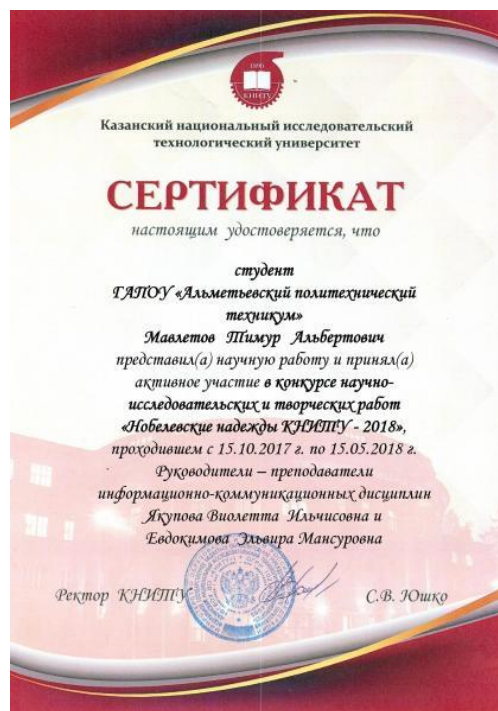 1890
КНИТУ
Казанский национальный исследовательский
технологический университет
СЕРТИФИКАТ
настоящим удостоверяется, что
студент
ГАПОУ «Альметьевский политехнический
техникум»
Мавлетов Тимур Альбертович
представил(а) научную работу и принял(а)
активное участие в конкурсе научно-
исследовательских и творческих работ
«Нобелевские надежды КНИТУ - 2018»,
проходившем с 15.10.2017 г. по 15.05.2018 г.
Руководители – преподаватели
информационно-коммуникационных дисциплин
Якупова Виолетта Ильчисовна и
Евдокимова Эльвира Мансуровна
Ректор КНИТУ С.В. Юшко